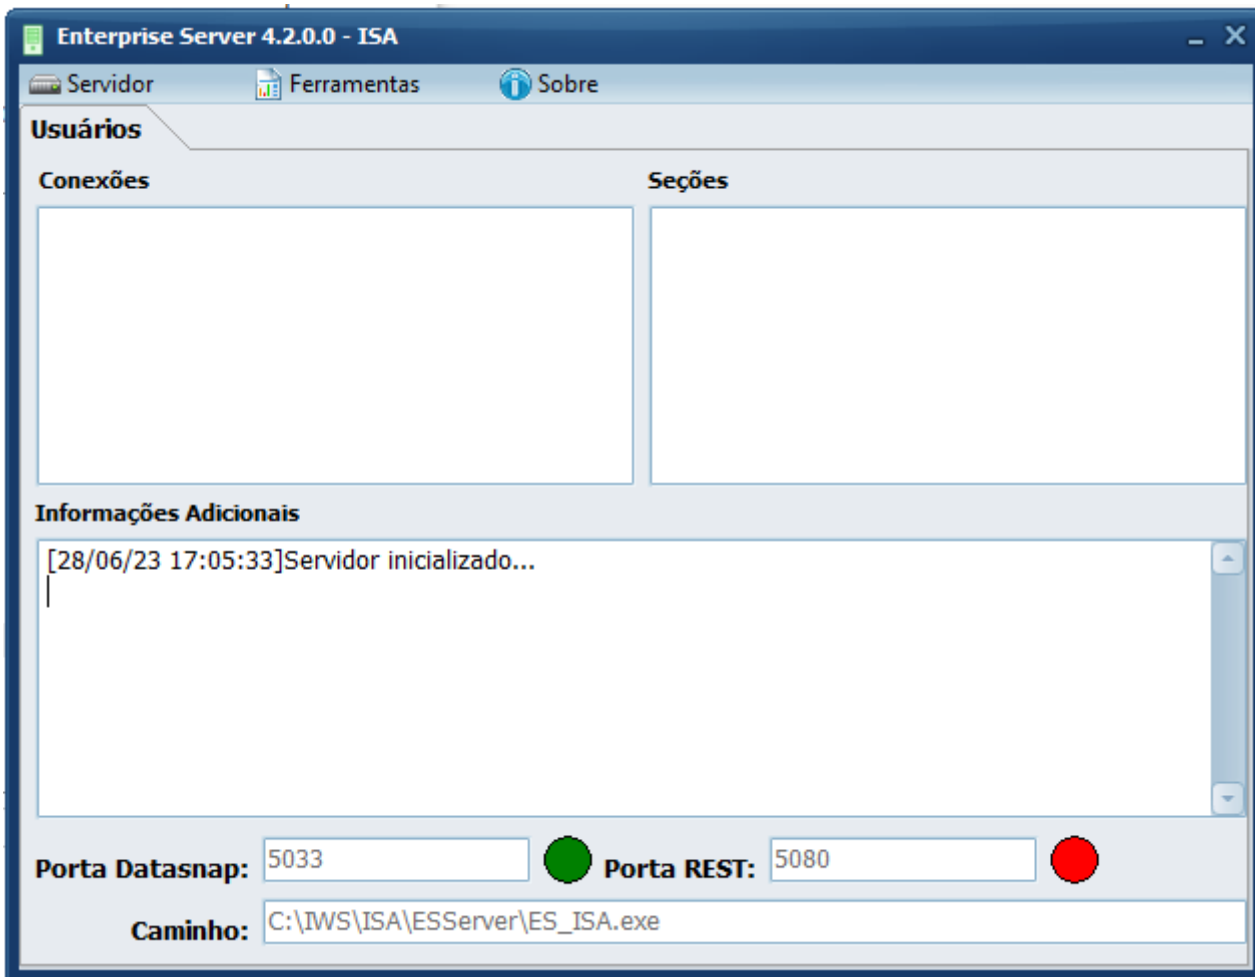 Enterprise Server 4.2.0.0 - ISA
Servidor Ferramentas Sobre
Usuários
Conexões Seções
Informações Adicionais
[28/06/23 17:05:33]Servidor inicializado...
Porta Datasnap: 5033 Porta REST: 5080
Caminho: C:\IWS\ISA\ESServer\ES_ISA.exe